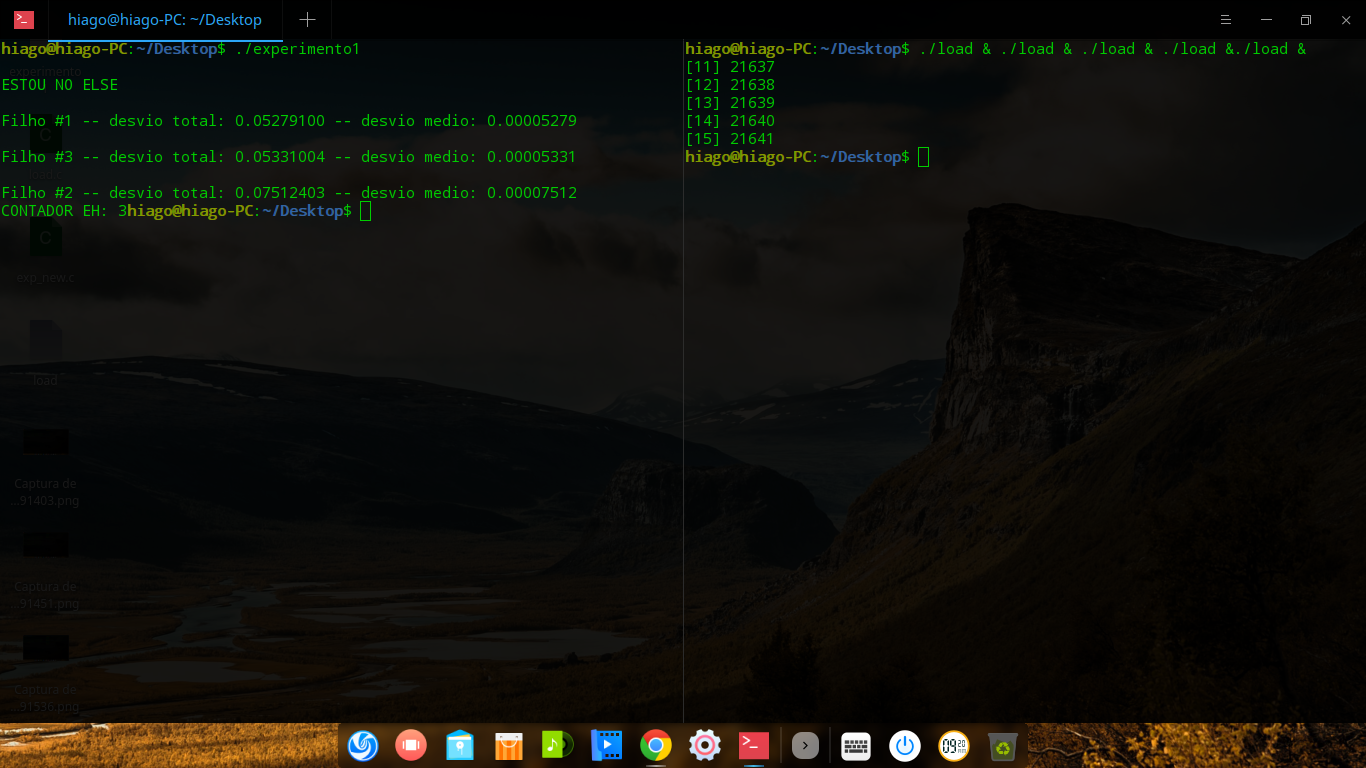 hiago@hiago-PC: ~/Desktop
hiago@hiago-PC:~/Desktop$ ./experimento1
experimento
ESTOU NO ELSE
Filho #1 -- desvio total: 0.05279100 -- desvio medio: 0.00005279
Filho #3 -- desvio total: 0.05331004 -- desvio medio: 0.00005331
Filho #2 -- desvio total: 0.07512403 -- desvio medio: 0.00007512
CONTADOR EH: 3hiago@hiago-PC:~/Desktop$
hiago@hiago-PC:~/Desktop$ ./load & ./load & ./load & ./load &./load &
[11] 21637
[12] 21638
[13] 21639
[14] 21640
[15] 21641
hiago@hiago-PC:~/Desktop$
C
C
exp_new.c
load
Captura de
...91403.png
Captura de
...91451.png
Captura de
...91536.png
09 20